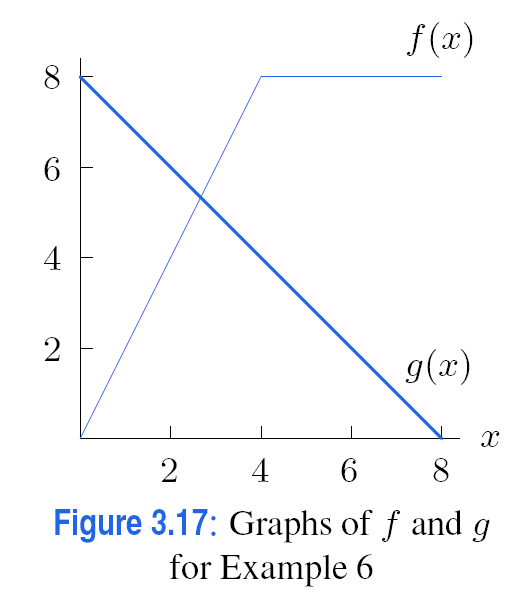 f(x)
8
6
4
2
g(x)
x
2 4 6 8
Figure 3.17: Graphs of f and g
for Example 6